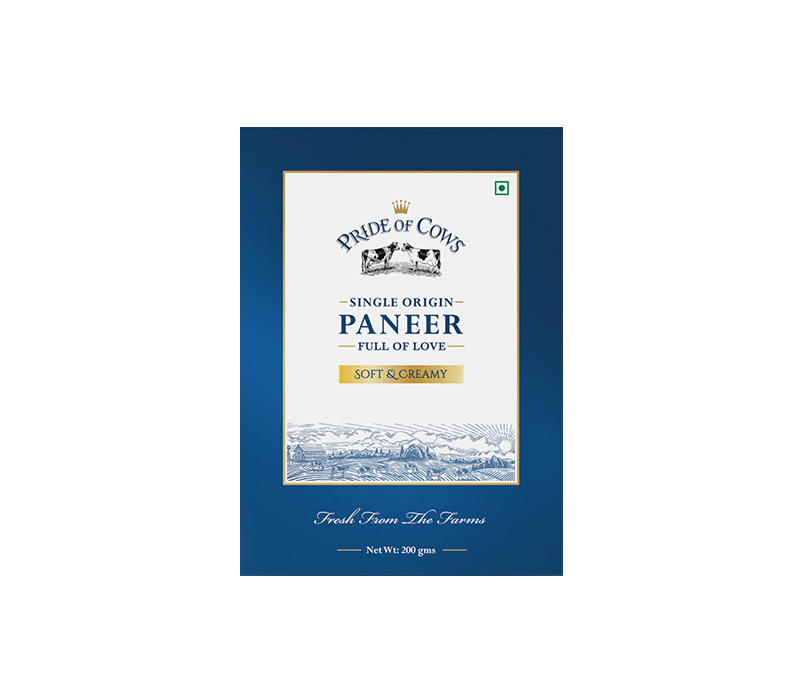 PRIDE OF COWS
SINGLE ORIGIN
PANEER
FULL OF LOVE
SOFT & CREAMY
Fresh From The Farms
Net Wt: 200 gms